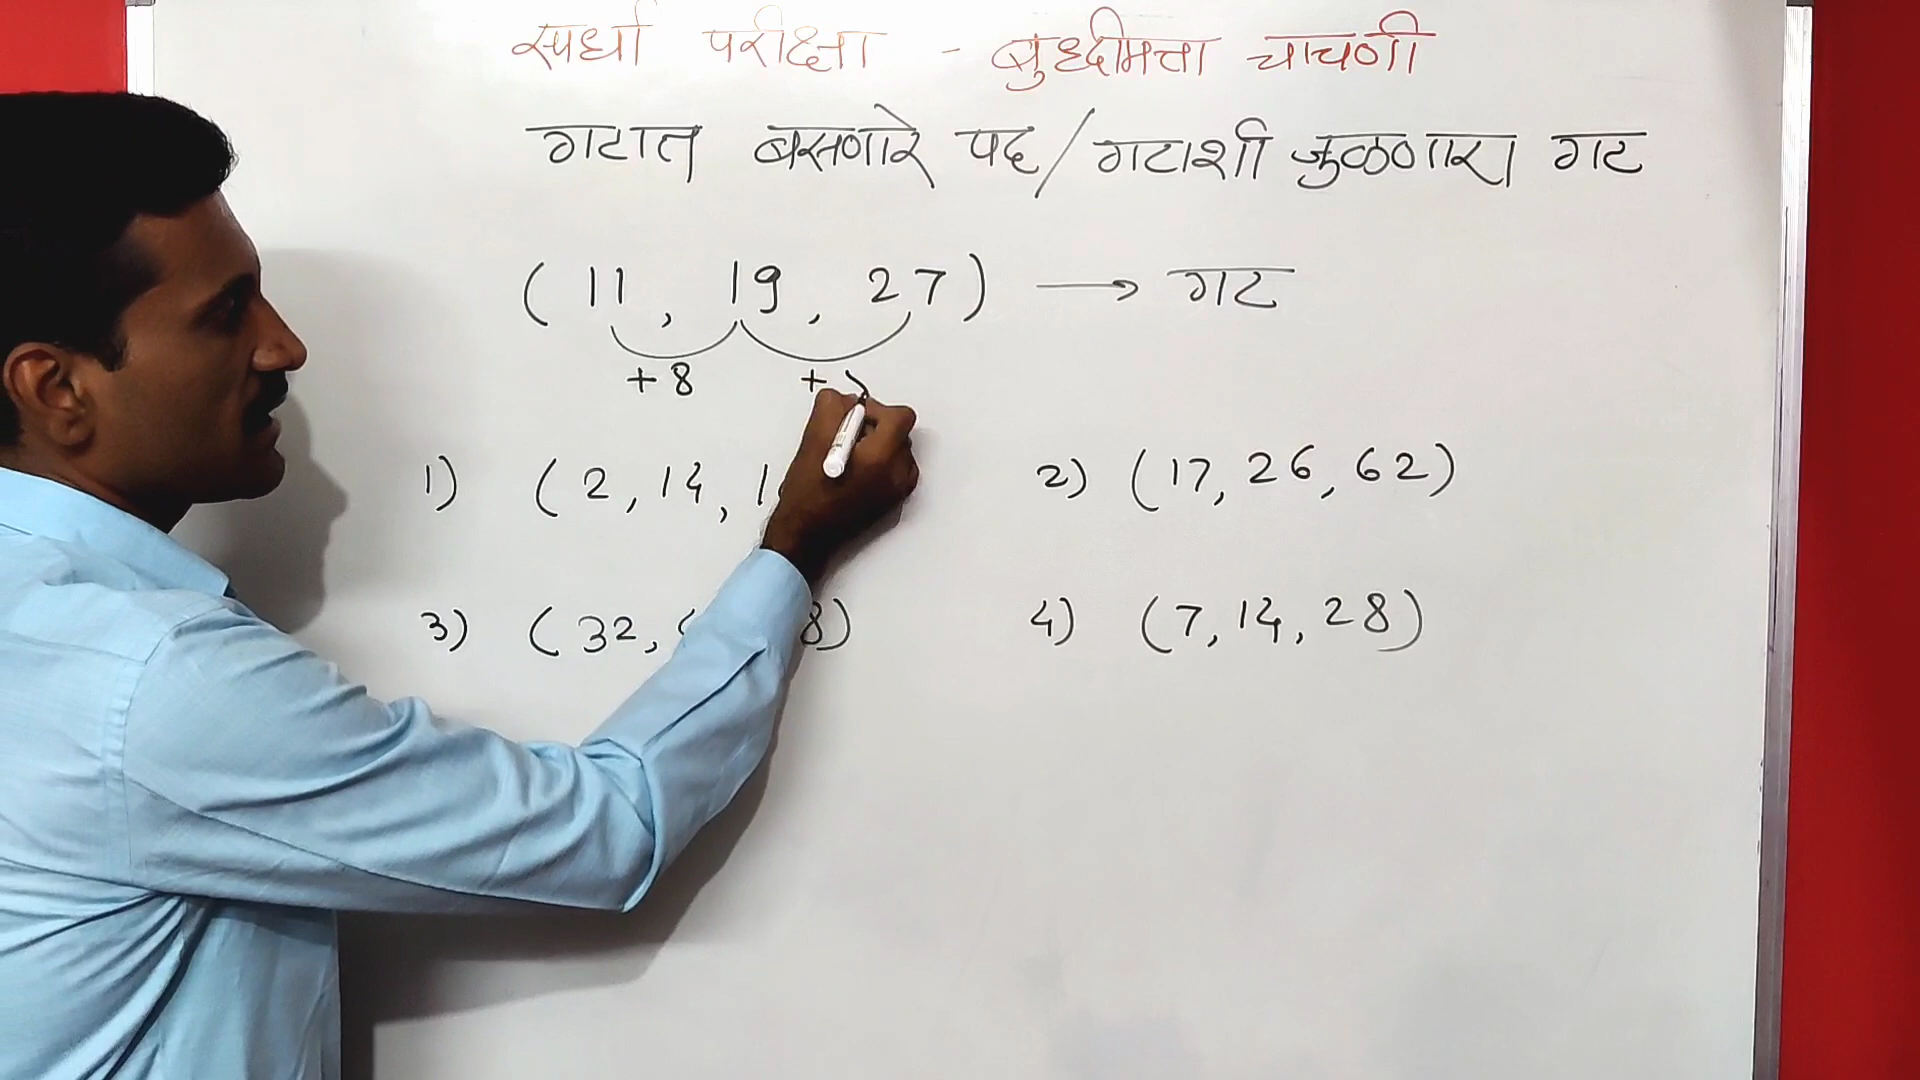 स्पर्धा परीक्षा - बुध्दीमत्ता चाचणी
गटात बसणारे पद/गटाशी जुळणारा गट
( 11, 19, 27) → गट
+8 +
1) ( 2, 14, 1
2) (17, 26, 62)
3) ( 32, 8)
4) (7, 14, 28)